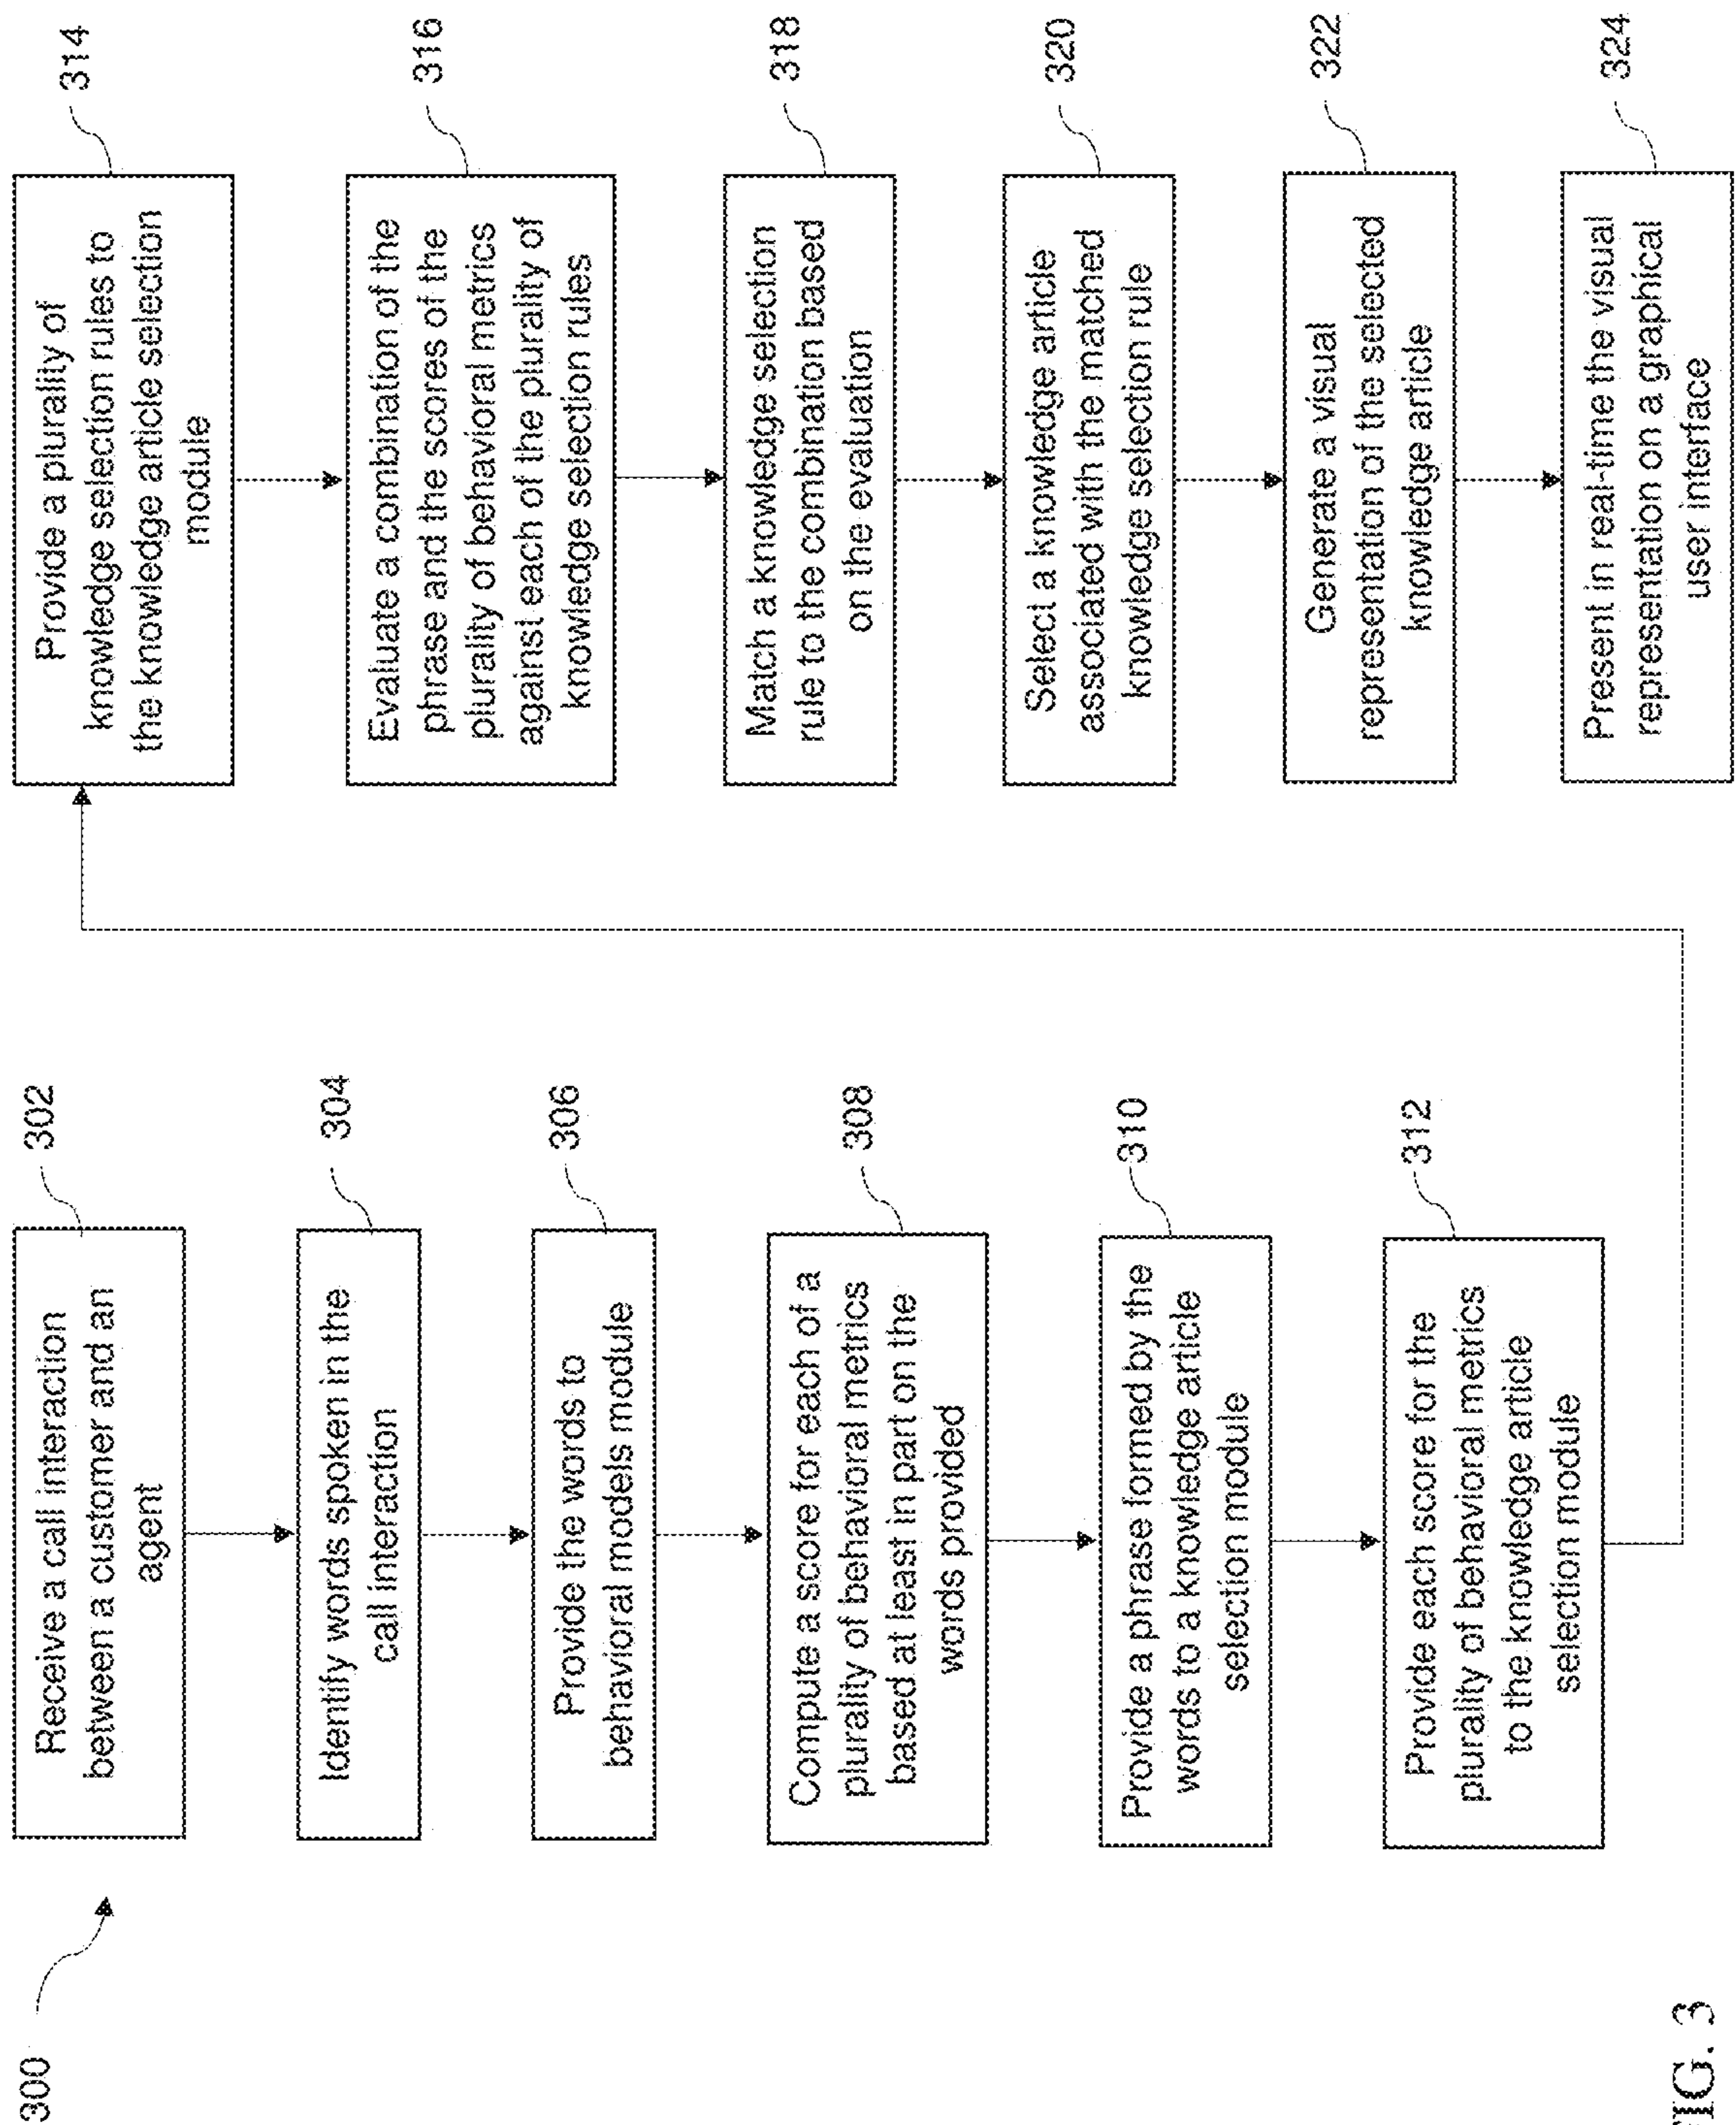 300
Receive a call interaction
between a customer and an
agent
302
Identify words spoken in the
call interaction
304
Provide the words to
behavioral models module
306
Compute a score for each of a
plurality of behavioral metrics
based at least in part on the
words provided
308
Provide a phrase formed by the
words to a knowledge article
selection module
310
Provide each score for the
plurality of behavioral metrics
to the knowledge article
selection module
312
Provide a plurality of
knowledge selection rules to
the knowledge article selection
module
314
Evaluate a combination of the
phrase and the scores of the
plurality of behavioral metrics
against each of the plurality of
knowledge selection rules
316
Match a knowledge selection
rule to the combination based
on the evaluation
318
Select a knowledge article
associated with the matched
knowledge selection rule
320
Generate a visual
representation of the selected
knowledge article
322
Present in real-time the visual
representation on a graphical
user interface
324
FIG. 3